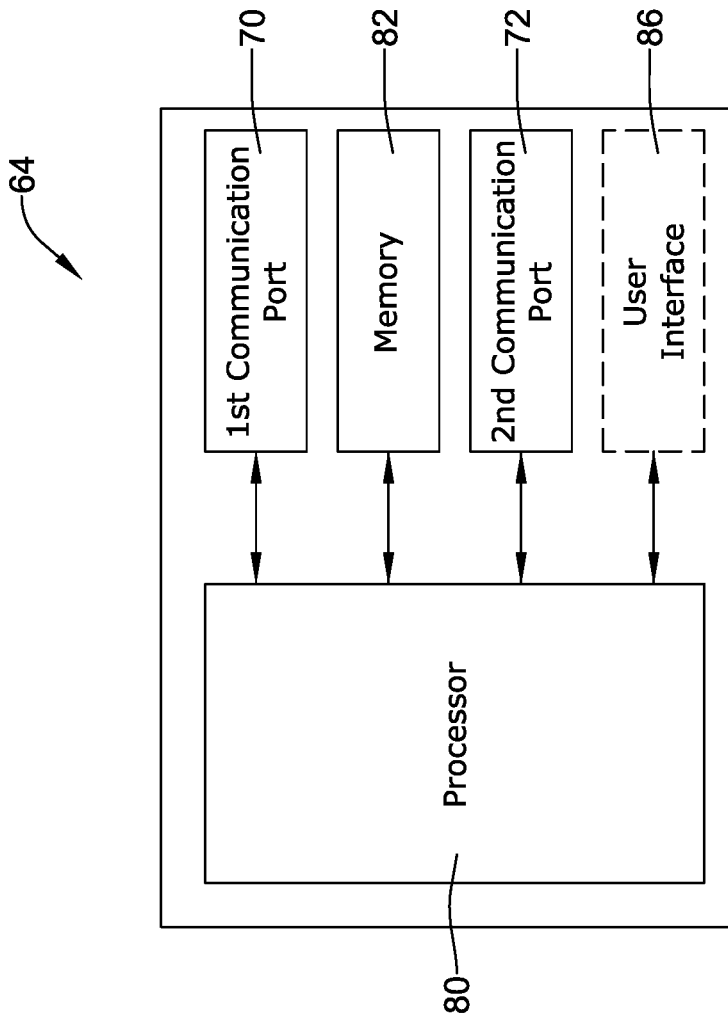 64
70
82
72
86
1st Communication
Port
Memory
2nd Communication
Port
User
Interface
Processor
80